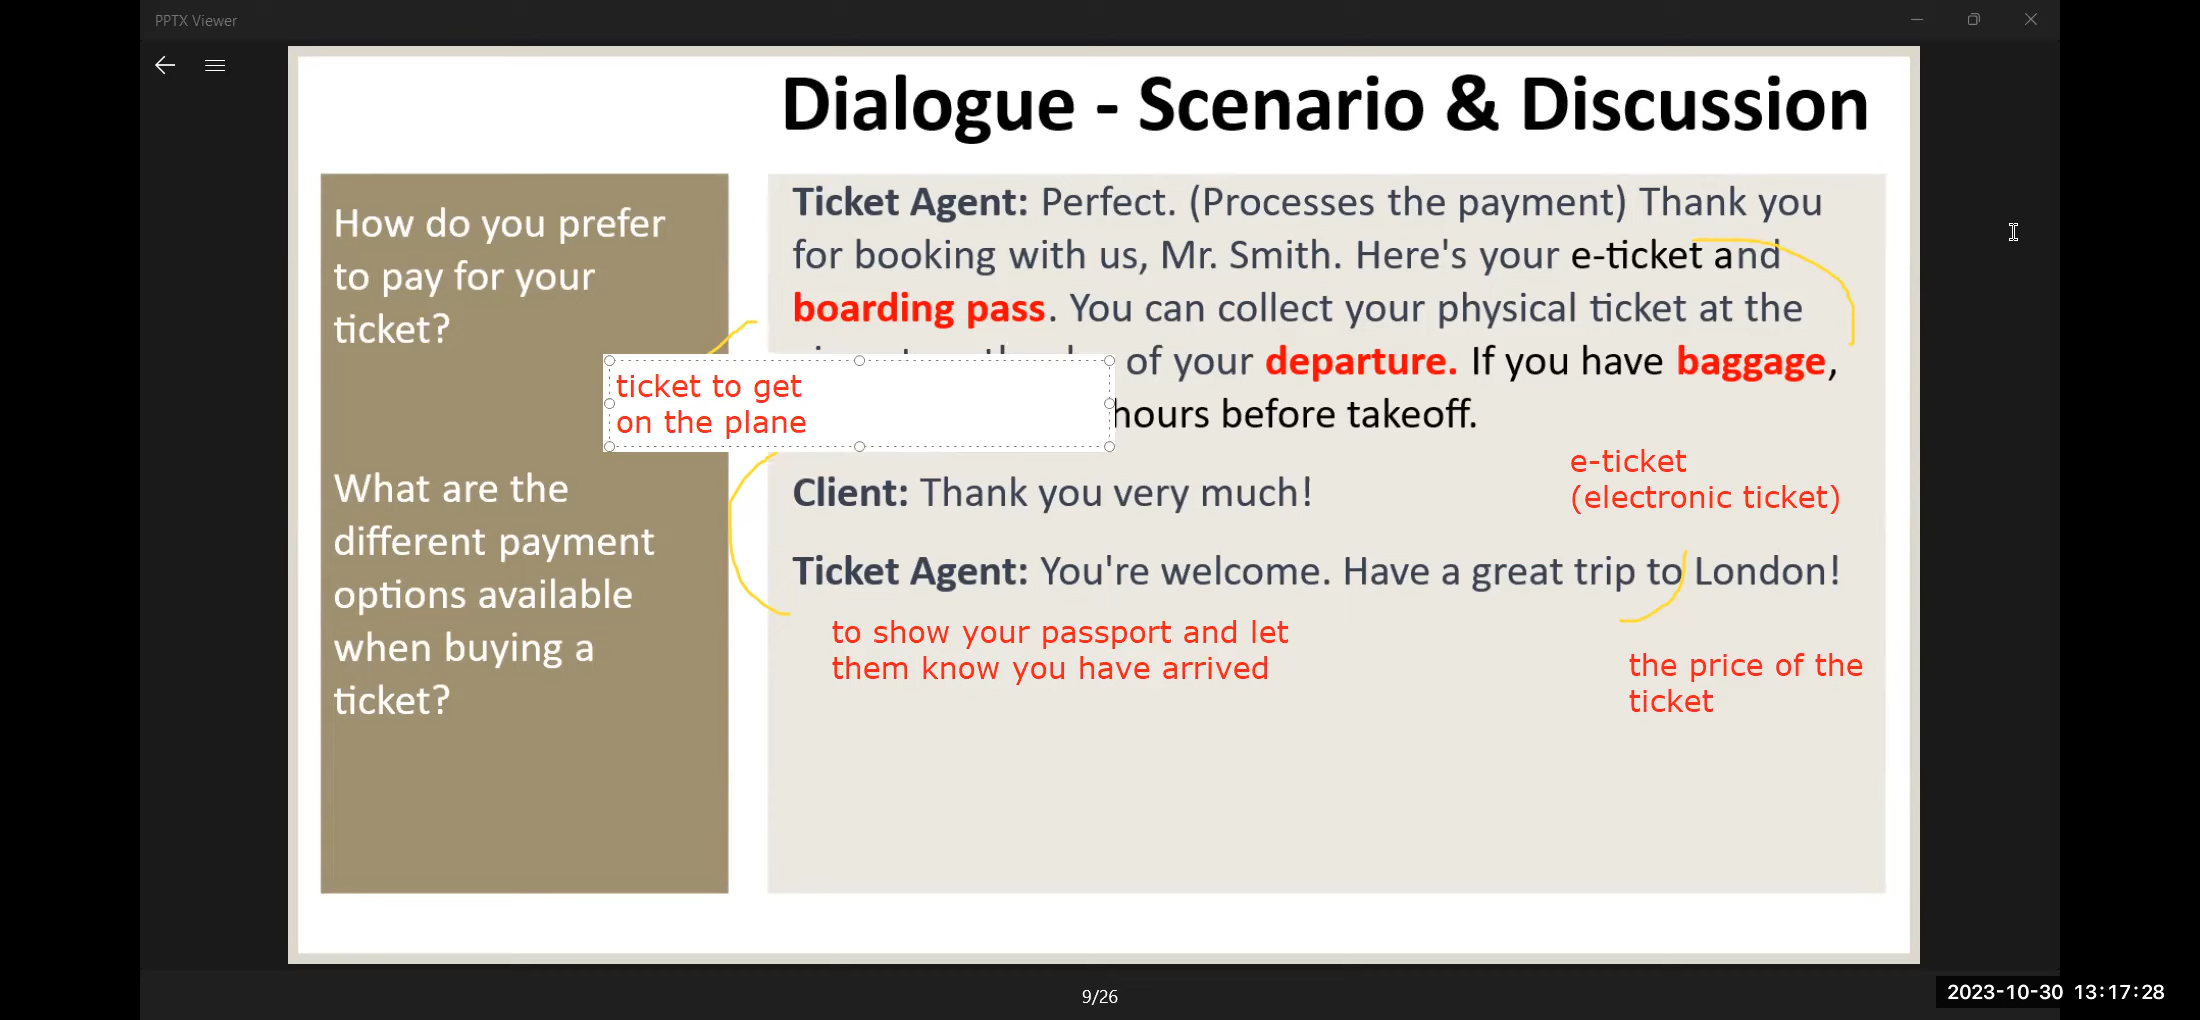 PPTX Viewer
Dialogue - Scenario & Discussion
How do you prefer
to pay for your
ticket?
What are the
different payment
options available
when buying a
ticket?
Ticket Agent: Perfect. (Processes the payment) Thank you
for booking with us, Mr. Smith. Here's your e-ticket and
boarding pass. You can collect your physical ticket at the
of your departure. If you have baggage,
hours before takeoff.
ticket to get
on the plane
e-ticket
(electronic ticket)
Client: Thank you very much!
Ticket Agent: You're welcome. Have a great trip to London!
to show your passport and let
them know you have arrived
the price of the
ticket
9/26
2023-10-30 13:17:28